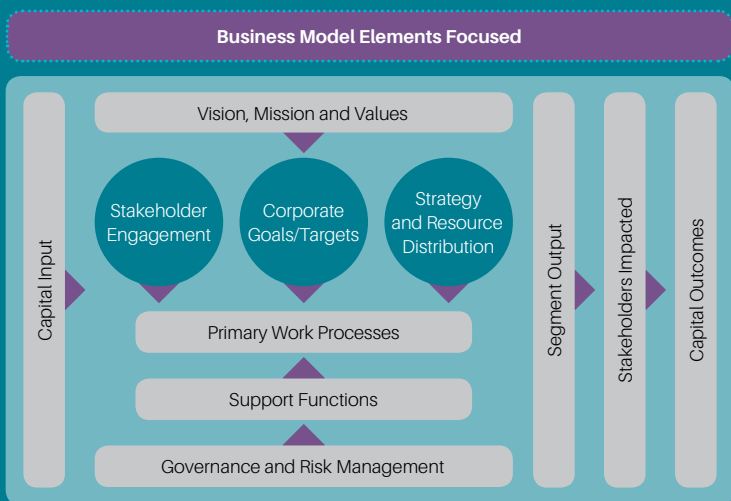 Business Model Elements Focused
Capital Input
Vision, Mission and Values
Stakeholder
Engagement
Corporate
Goals/Targets
Strategy
and Resource
Distribution
Primary Work Processes
Support Functions
Governance and Risk Management
Segment Output
Stakeholders Impacted
Capital Outcomes